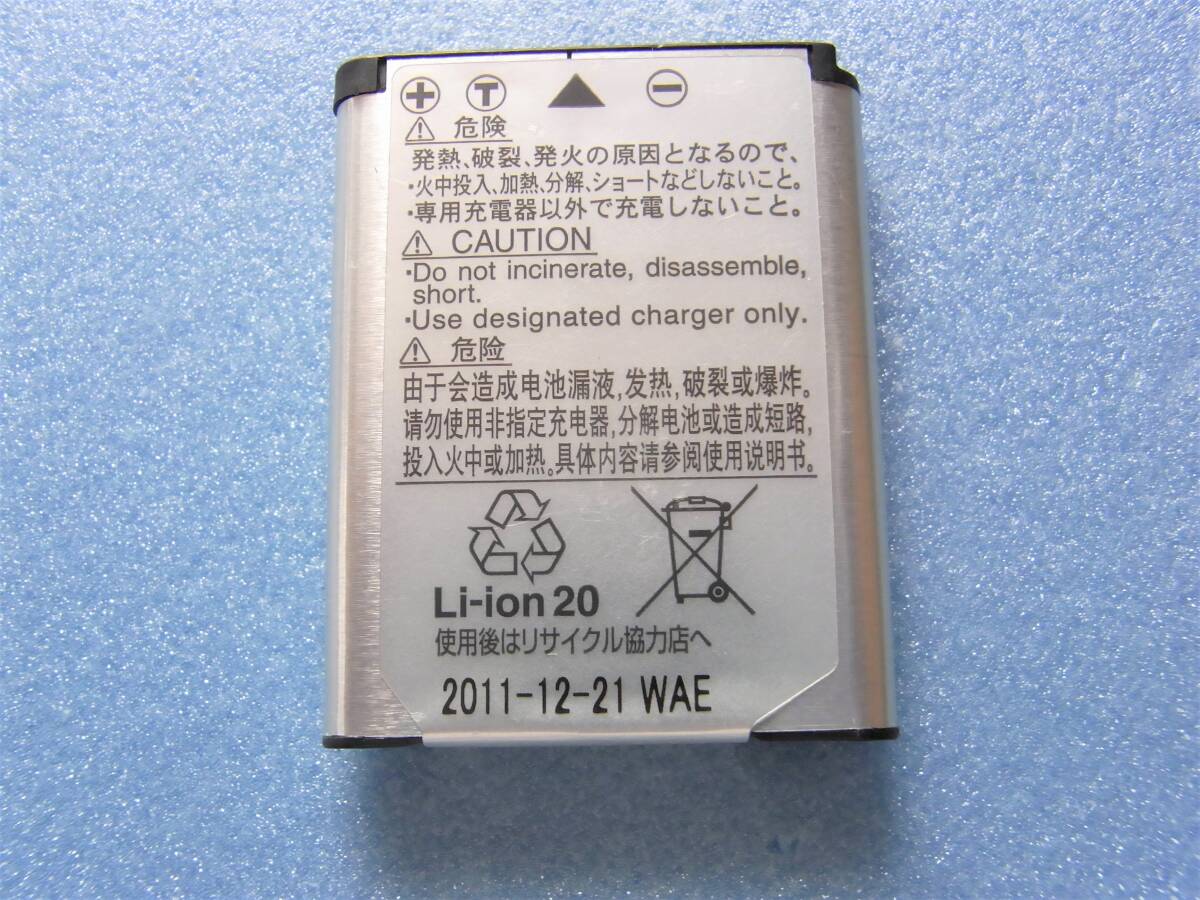 + T ▲ −
⚠ 危険
発熱、破裂、発火の原因となるので、
・火中投入、加熱、分解、ショートなどしないこと。
・専用充電器以外で充電しないこと。
⚠ CAUTION
・Do not incinerate, disassemble,
short.
・Use designated charger only.
⚠ 危险
由于会造成电池漏液,发热,破裂或爆炸。
请勿使用非指定充电器,分解电池或造成短路,
投入火中或加热。具体内容请参阅使用说明书。
Li-ion 20
使用後はリサイクル協力店へ
2011-12-21 WAE